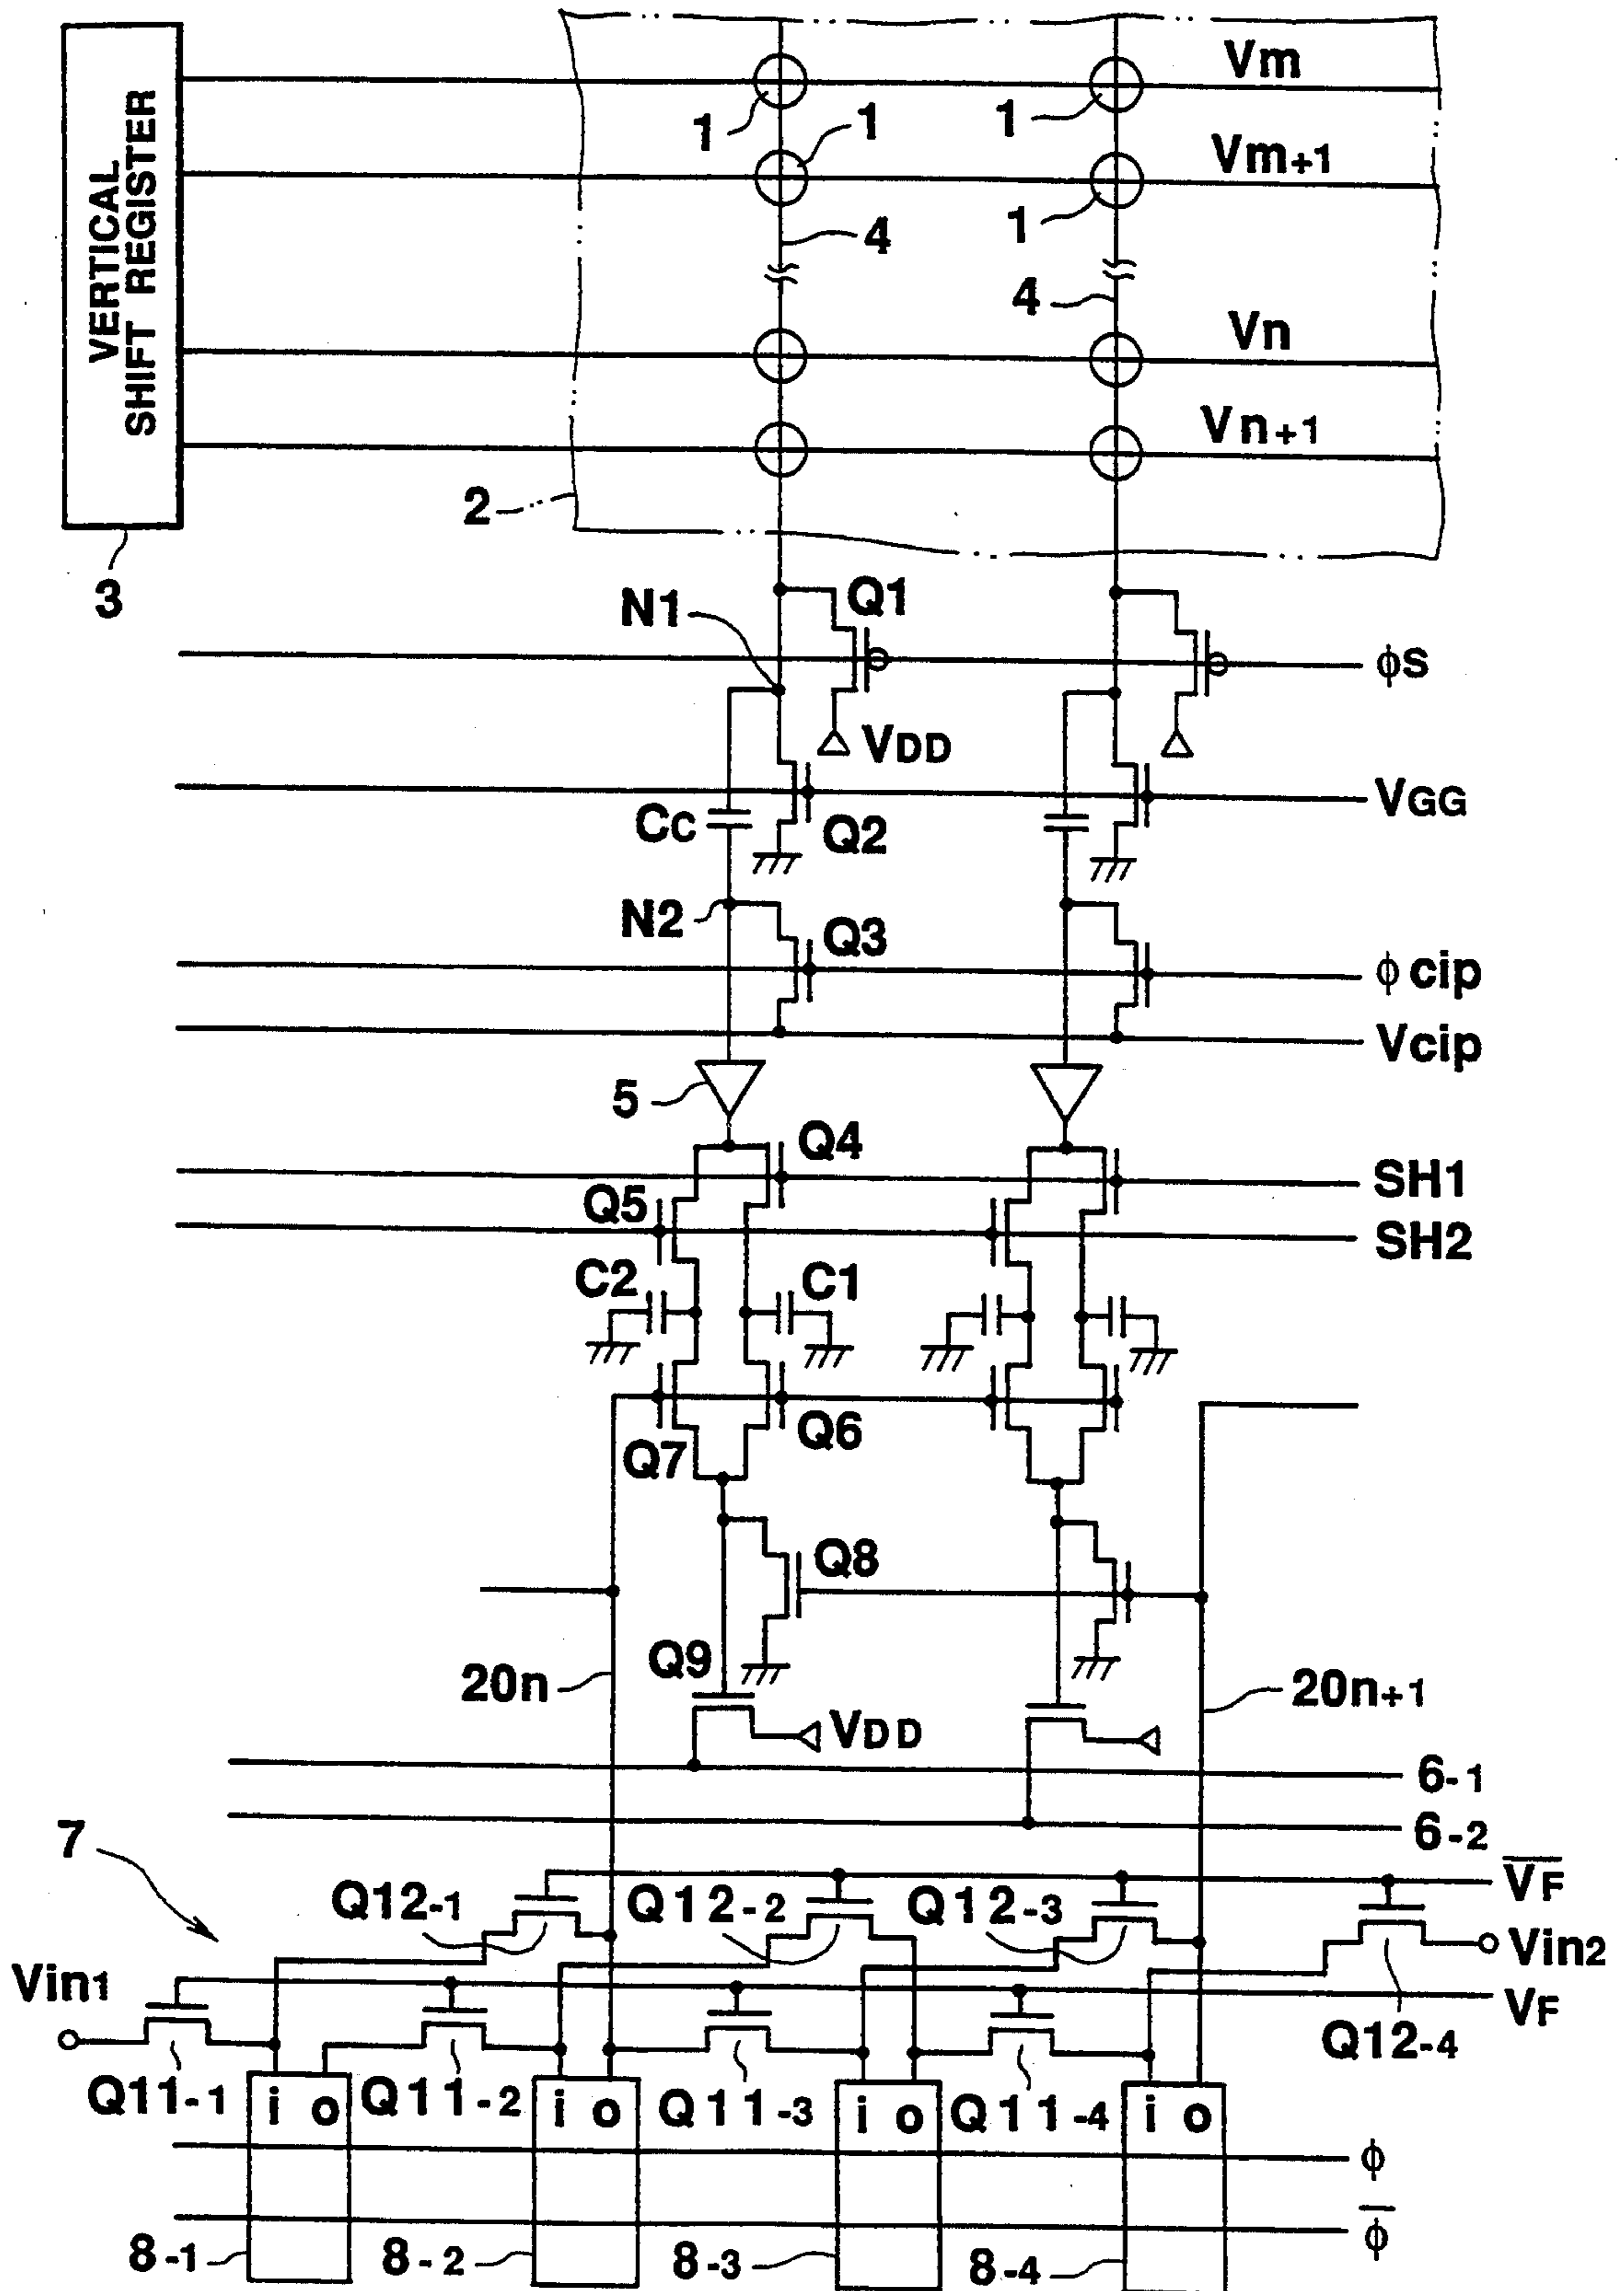 VERTICAL
SHIFT REGISTER
Vm
1
1
1
Vm+1
1
4
4
Vn
Vn+1
2
3
N1
Q1
ϕS
VDD
VGG
Cc
Q2
N2
Q3
ϕcip
Vcip
5
Q4
SH1
Q5
SH2
C2
C1
Q7
Q6
Q8
Q9
20n
20n+1
VDD
6-1
6-2
7
V̅F̅
Q12-1
Q12-2
Q12-3
Vin2
Vin1
VF
Q12-4
Q11-1
i o
Q11-2
i o
Q11-3
i o
Q11-4
i o
ϕ
ϕ̅
8-1
8-2
8-3
8-4